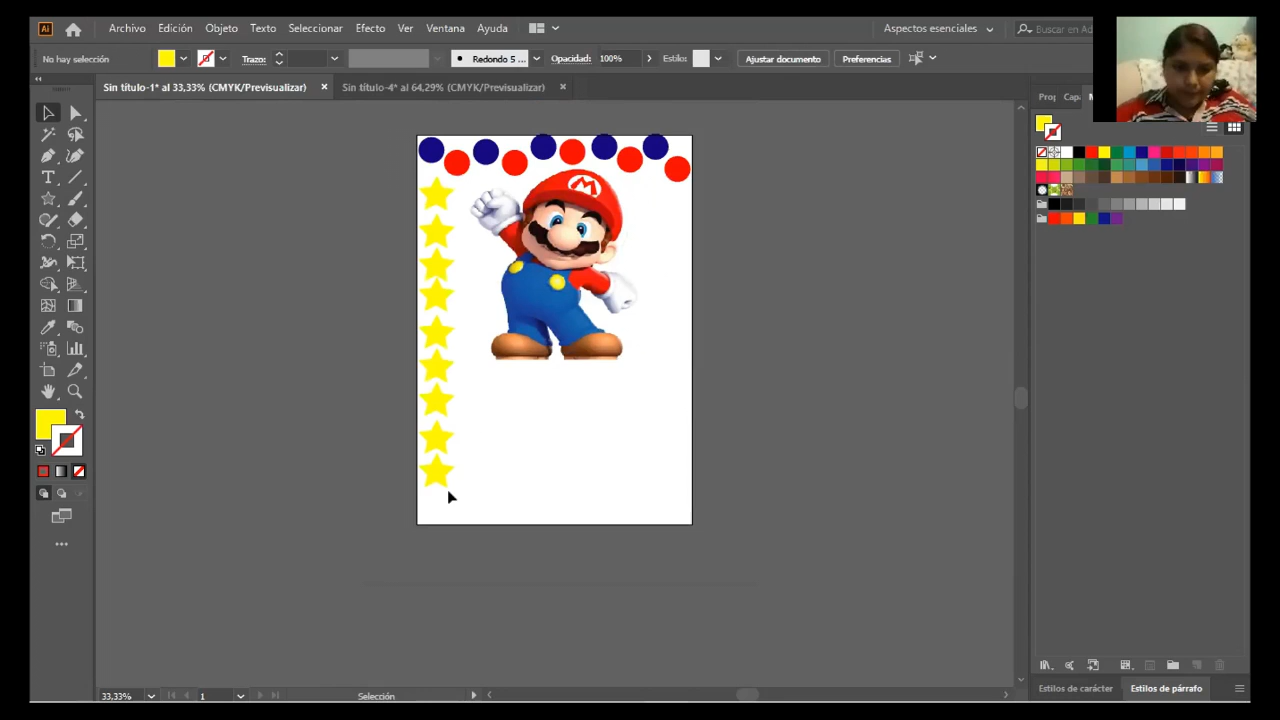 Ai Archivo Edición Objeto Texto Seleccionar Efecto Ver Ventana Ayuda Aspectos esenciales Buscar en Ad
No hay selección Trazo: Redondo 5 ... Opacidad: 100% Estilo: Ajustar documento Preferencias
Sin título-1* al 33,33% (CMYK/Previsualizar) Sin título-4* al 64,29% (CMYK/Previsualizar)
Cap
M
33,33% 1 Selección
Estilos de carácter Estilos de párrafo